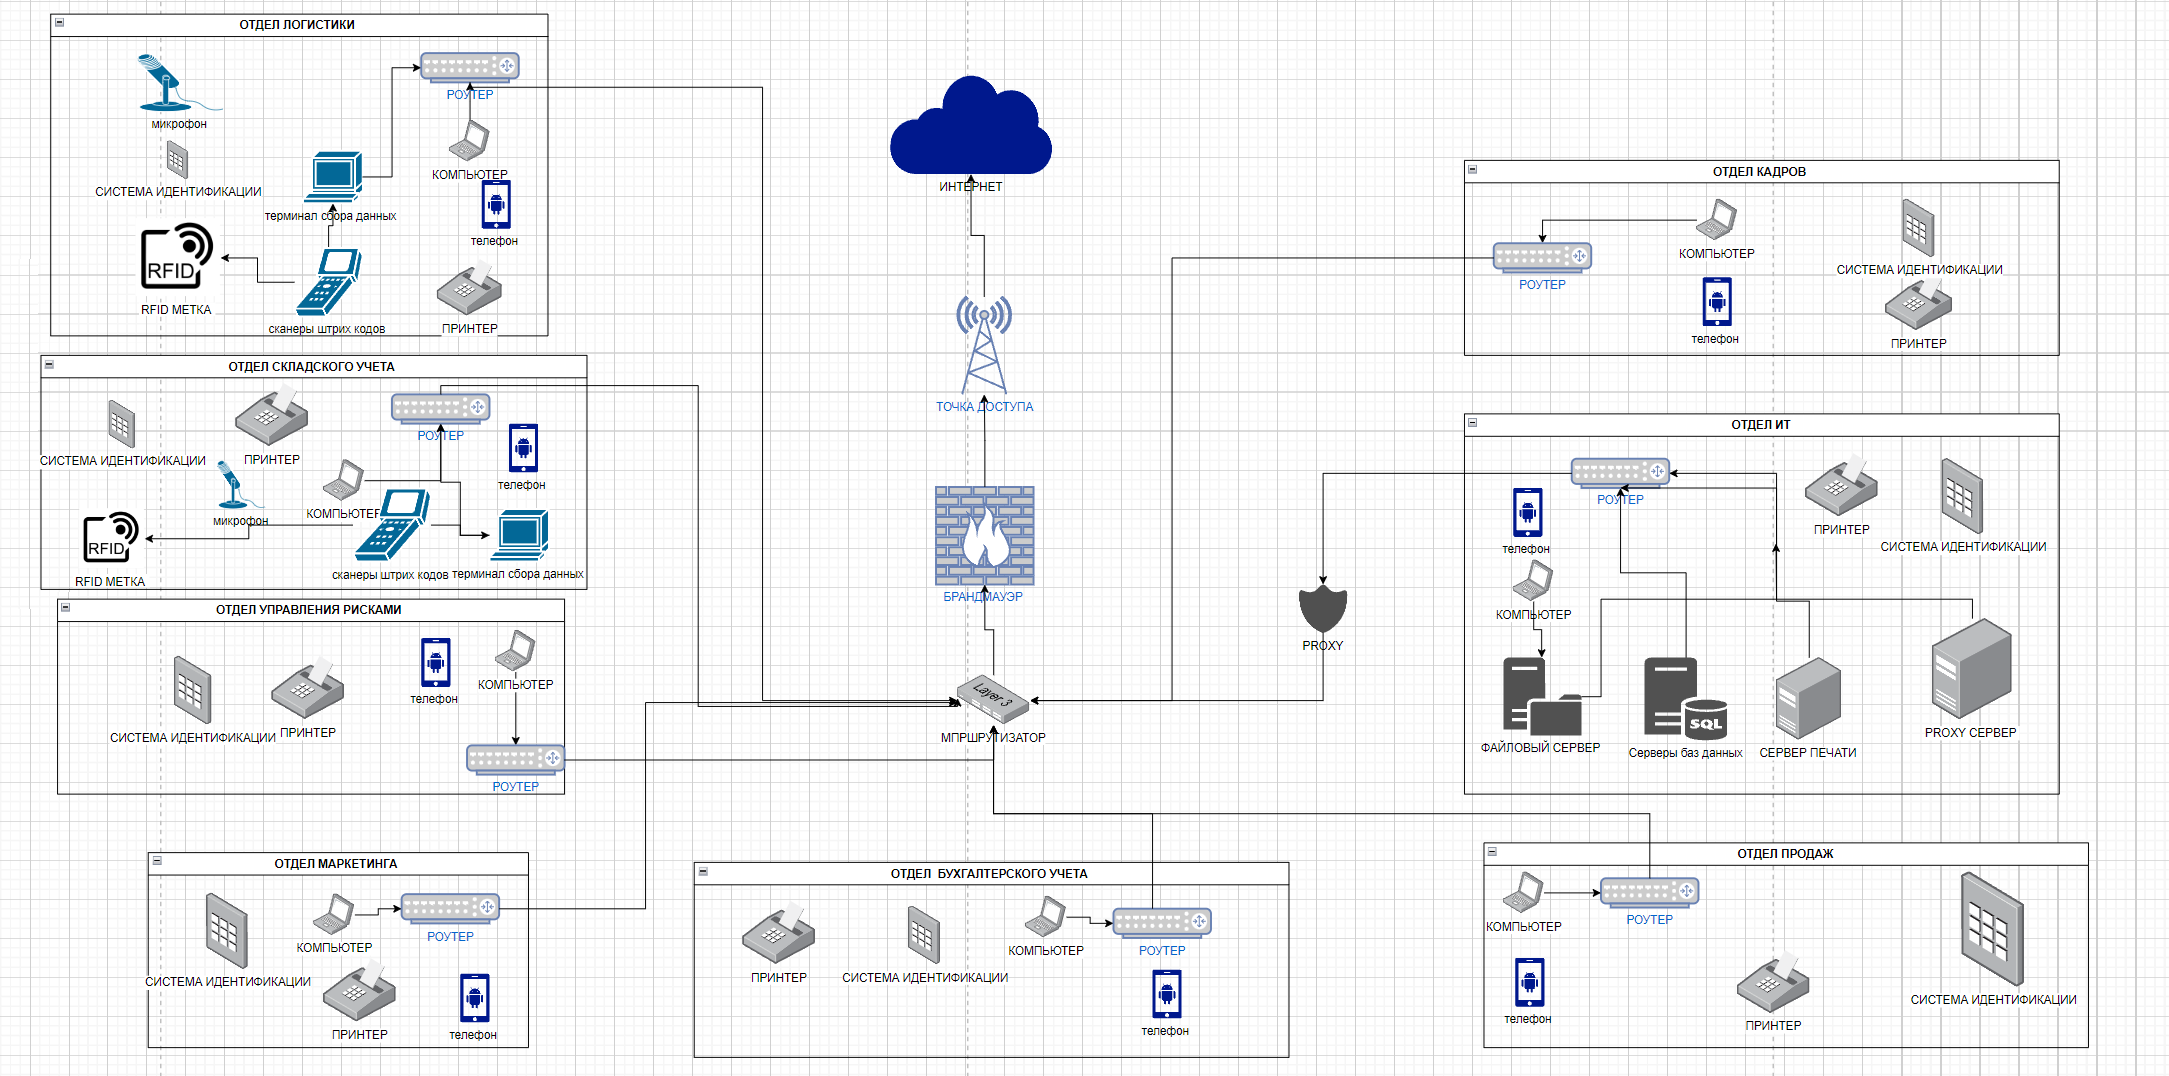 ОТДЕЛ ЛОГИСТИКИ
РОУТЕР
микрофон
КОМПЬЮТЕР
СИСТЕМА ИДЕНТИФИКАЦИИ
терминал сбора данных
телефон
RFID
RFID МЕТКА
сканеры штрих кодов
ПРИНТЕР
ОТДЕЛ СКЛАДСКОГО УЧЕТА
РОУТЕР
СИСТЕМА ИДЕНТИФИКАЦИИ
ПРИНТЕР
телефон
КОМПЬЮТЕР
микрофон
RFID
RFID МЕТКА
сканеры штрих кодов
терминал сбора данных
ОТДЕЛ УПРАВЛЕНИЯ РИСКАМИ
КОМПЬЮТЕР
телефон
СИСТЕМА ИДЕНТИФИКАЦИИ
ПРИНТЕР
РОУТЕР
ОТДЕЛ МАРКЕТИНГА
РОУТЕР
КОМПЬЮТЕР
СИСТЕМА ИДЕНТИФИКАЦИИ
ПРИНТЕР
телефон
ИНТЕРНЕТ
ТОЧКА ДОСТУПА
БРАНДМАУЭР
Layer 3
МПРШРУТИЗАТОР
PROXY
ОТДЕЛ БУХГАЛТЕРСКОГО УЧЕТА
ПРИНТЕР
СИСТЕМА ИДЕНТИФИКАЦИИ
КОМПЬЮТЕР
РОУТЕР
телефон
ОТДЕЛ КАДРОВ
КОМПЬЮТЕР
СИСТЕМА ИДЕНТИФИКАЦИИ
РОУТЕР
телефон
ПРИНТЕР
ОТДЕЛ ИТ
РОУТЕР
ПРИНТЕР
СИСТЕМА ИДЕНТИФИКАЦИИ
телефон
КОМПЬЮТЕР
SQL
ФАЙЛОВЫЙ СЕРВЕР
Серверы баз данных
СЕРВЕР ПЕЧАТИ
PROXY СЕРВЕР
ОТДЕЛ ПРОДАЖ
КОМПЬЮТЕР
РОУТЕР
телефон
ПРИНТЕР
СИСТЕМА ИДЕНТИФИКАЦИИ